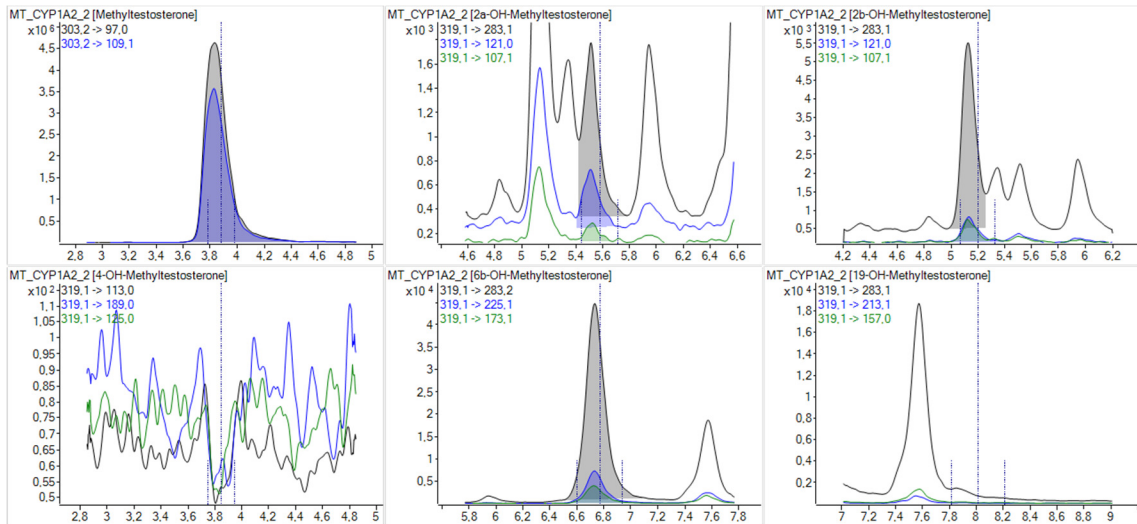 MT_CYP1A2_2 [Methyltestosterone]
x10 6
303,2 -> 97,0
303,2 -> 109,1
4,5
4
3,5
3
2,5
2
1,5
1
0,5
2,8 3 3,2 3,4 3,6 3,8 4 4,2 4,4 4,6 4,8 5
MT_CYP1A2_2 [2a-OH-Methyltestosterone]
x10 3
319,1 -> 283,1
319,1 -> 121,0
319,1 -> 107,1
1,6
1,4
1,2
1
0,8
0,6
0,4
0,2
4,6 4,8 5 5,2 5,4 5,6 5,8 6 6,2 6,4 6,6
MT_CYP1A2_2 [2b-OH-Methyltestosterone]
x10 3
319,1 -> 283,1
319,1 -> 121,0
319,1 -> 107,1
5,5
5
4,5
4
3,5
3
2,5
2
1,5
1
0,5
4,2 4,4 4,6 4,8 5 5,2 5,4 5,6 5,8 6 6,2
MT_CYP1A2_2 [4-OH-Methyltestosterone]
x10 2
319,1 -> 113,0
319,1 -> 189,0
319,1 -> 125,0
1,1
1,05
1
0,95
0,9
0,85
0,8
0,75
0,7
0,65
0,6
0,55
0,5
2,8 3 3,2 3,4 3,6 3,8 4 4,2 4,4 4,6 4,8 5
MT_CYP1A2_2 [6b-OH-Methyltestosterone]
x10 4
319,1 -> 283,2
319,1 -> 225,1
319,1 -> 173,1
4
3,5
3
2,5
2
1,5
1
0,5
5,8 6 6,2 6,4 6,6 6,8 7 7,2 7,4 7,6 7,8
MT_CYP1A2_2 [19-OH-Methyltestosterone]
x10 4
319,1 -> 283,1
319,1 -> 213,1
319,1 -> 157,0
1,8
1,6
1,4
1,2
1
0,8
0,6
0,4
0,2
7 7,2 7,4 7,6 7,8 8 8,2 8,4 8,6 8,8 9